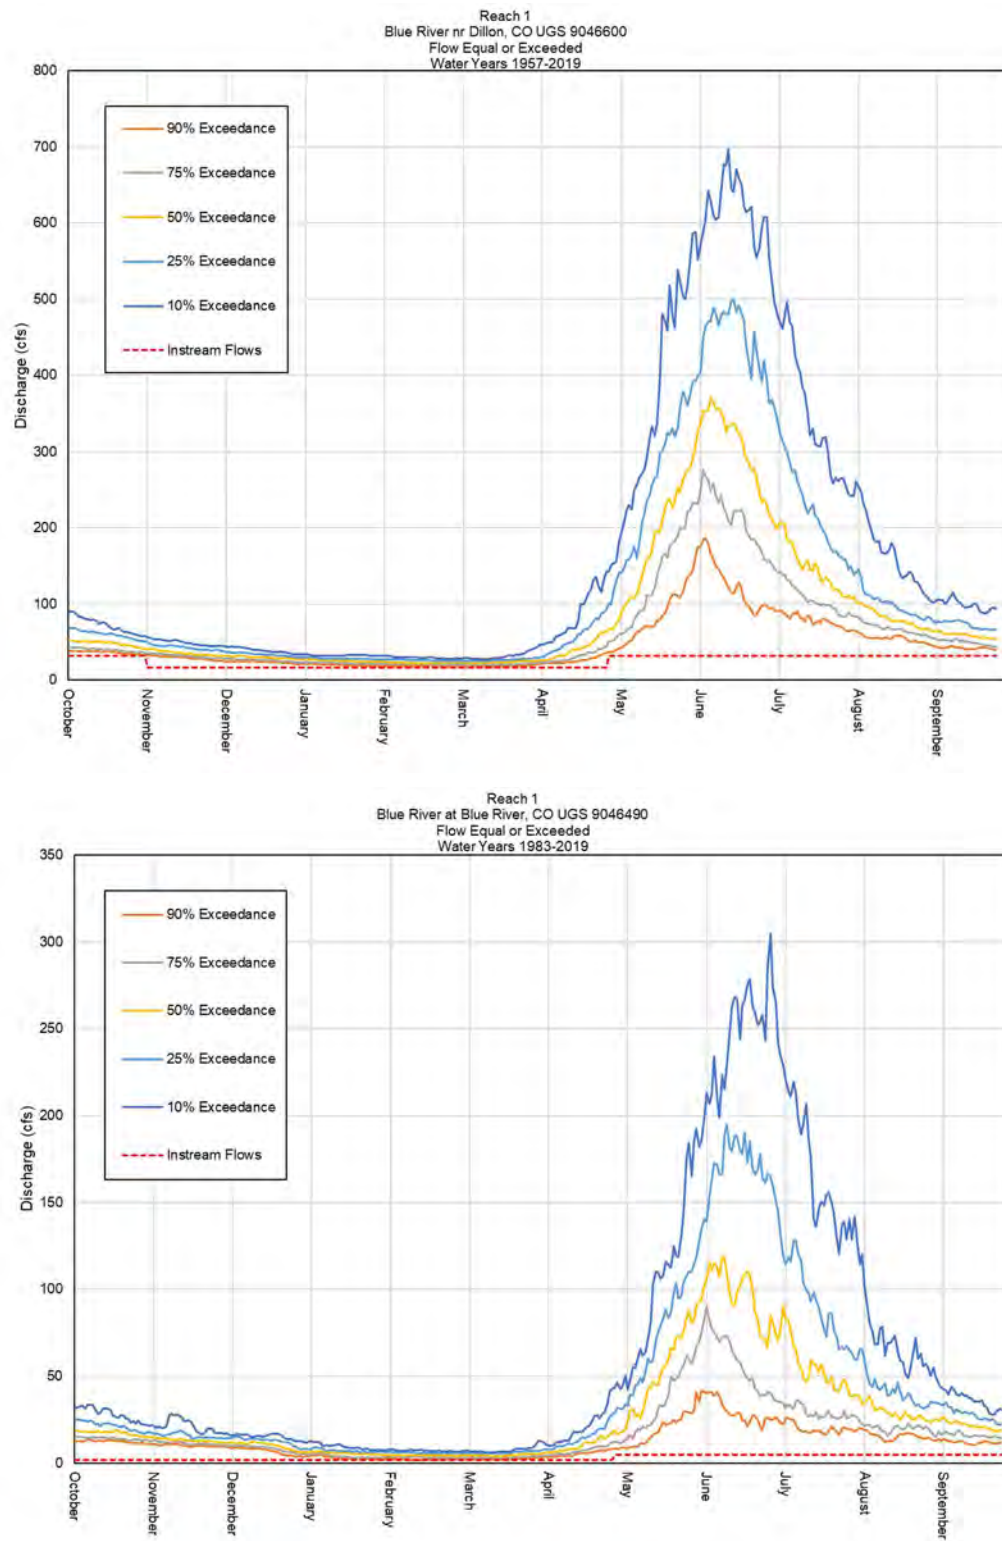 Reach 1
Blue River nr Dillon, CO UGS 9046600
Flow Equal or Exceeded
Water Years 1957-2019
800
700
600
500
400
300
200
100
0
Discharge (cfs)
90% Exceedance
75% Exceedance
50% Exceedance
25% Exceedance
10% Exceedance
Instream Flows
October
November
December
January
February
March
April
May
June
July
August
September
Reach 1
Blue River at Blue River, CO UGS 9046490
Flow Equal or Exceeded
Water Years 1983-2019
350
300
250
200
150
100
50
0
Discharge (cfs)
90% Exceedance
75% Exceedance
50% Exceedance
25% Exceedance
10% Exceedance
Instream Flows
October
November
December
January
February
March
April
May
June
July
August
September